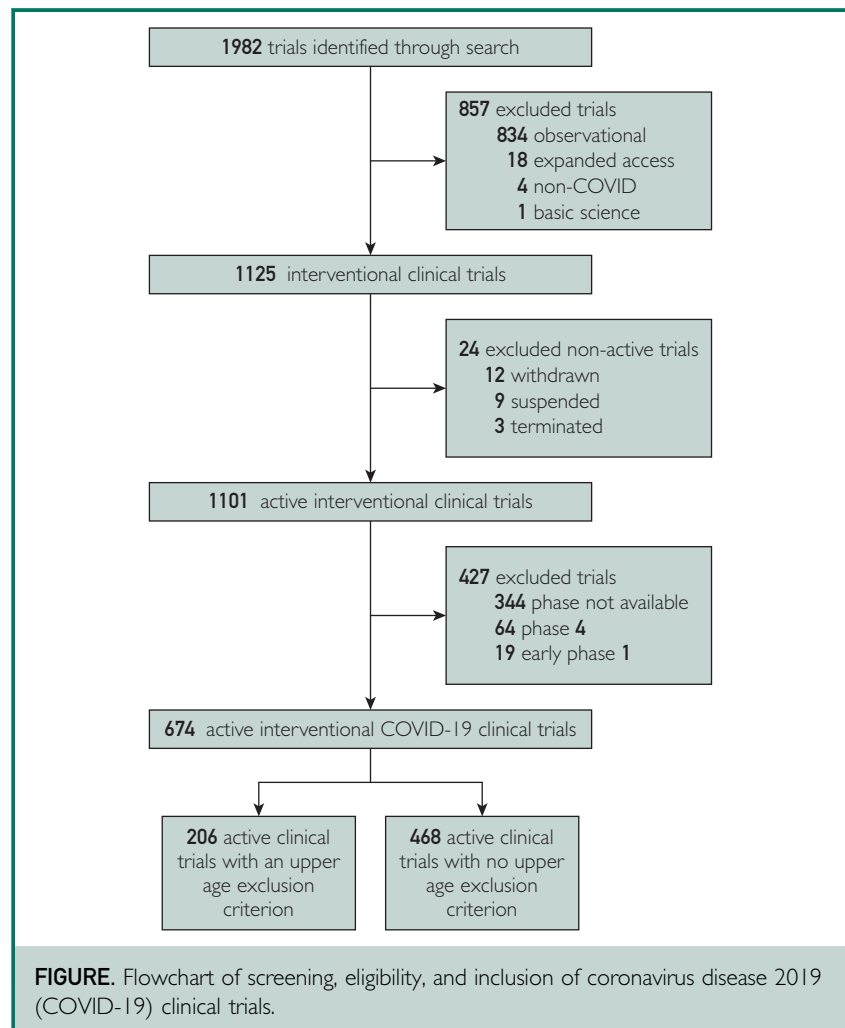 1982 trials identified through search
857 excluded trials
834 observational
18 expanded access
4 non-COVID
1 basic science
1125 interventional clinical trials
24 excluded non-active trials
12 withdrawn
9 suspended
3 terminated
1101 active interventional clinical trials
427 excluded trials
344 phase not available
64 phase 4
19 early phase 1
674 active interventional COVID-19 clinical trials
206 active clinical
trials with an upper
age exclusion
criterion
468 active clinical
trials with no upper
age exclusion
criterion
FIGURE. Flowchart of screening, eligibility, and inclusion of coronavirus disease 2019
(COVID-19) clinical trials.